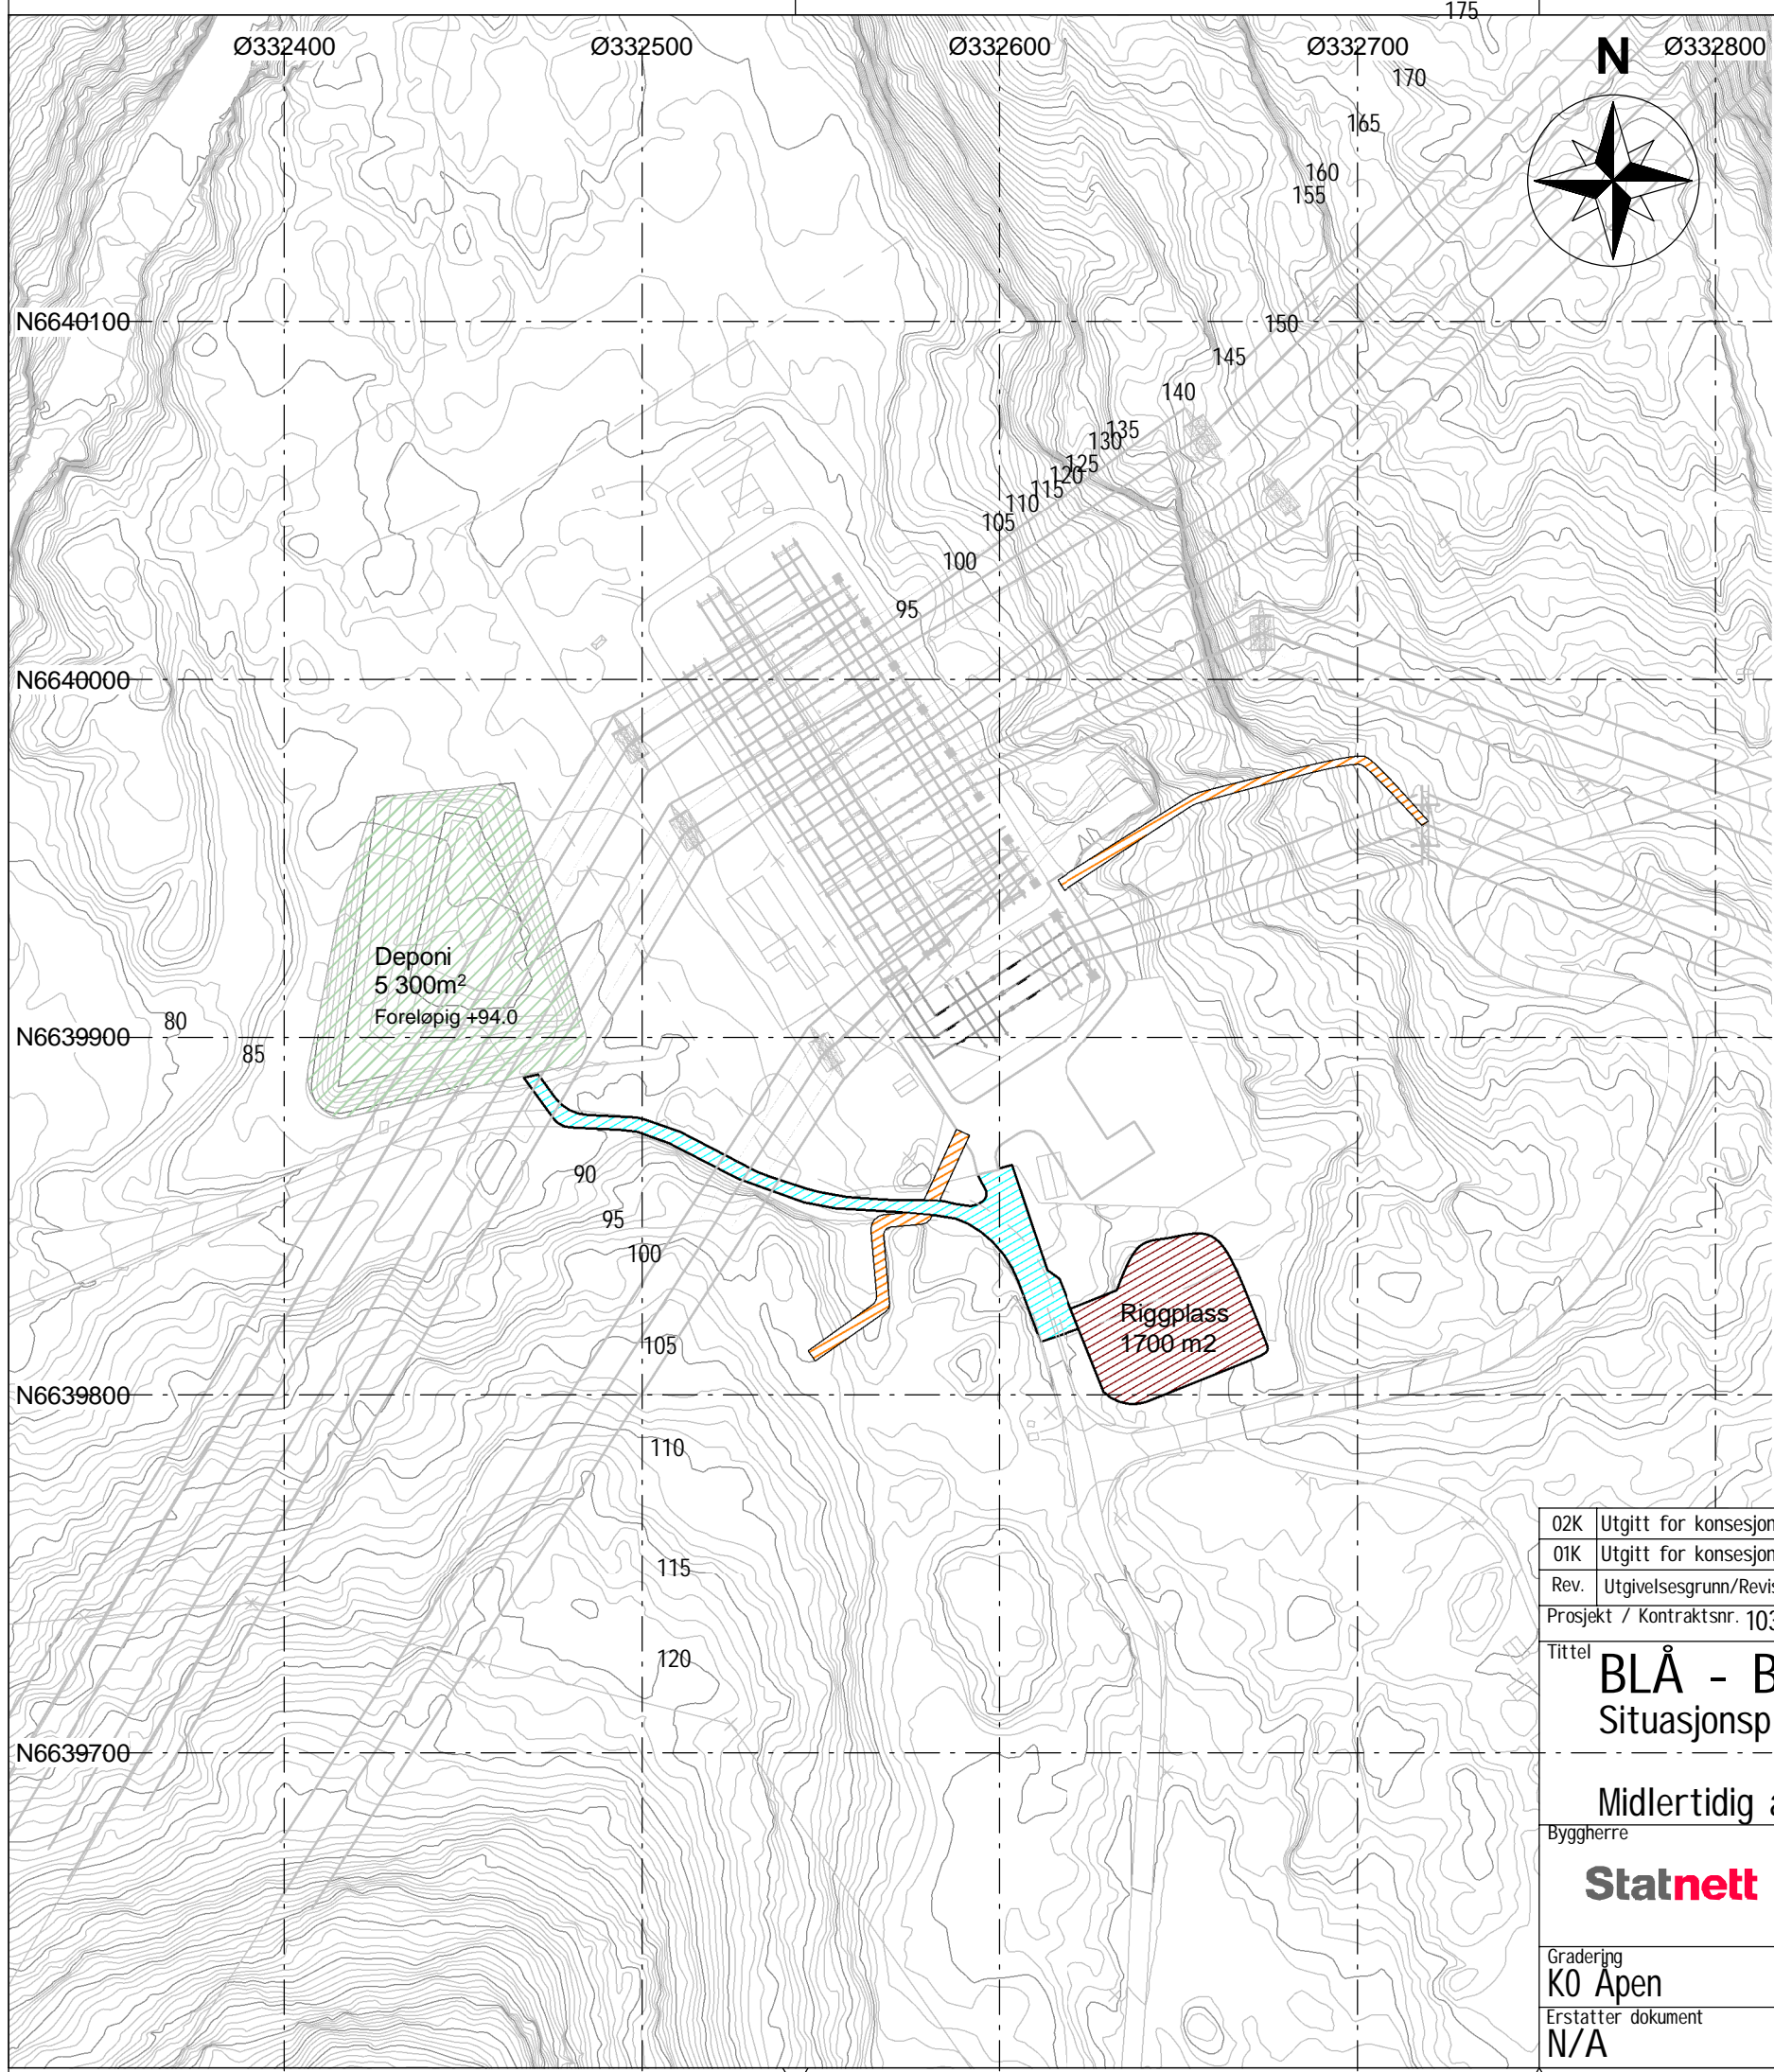 175
Ø332400
Ø332500
Ø332600
Ø332700
Ø332800
N
170
165
160
155
N6640100
150
145
140
135
130
125
120
115
110
105
100
95
N6640000
Deponi
5 300m²
Foreløpig +94.0
80
N6639900
85
90
95
100
Riggplass
1700 m2
105
N6639800
110
115
120
N6639700
02K Utgitt for konsesjon
01K Utgitt for konsesjon
Rev. Utgivelsesgrunn/Revis
Prosjekt / Kontraktsnr. 103
Tittel
BLÅ - B
Situasjonsp
Midlertidig a
Byggherre
Statnett
Gradering
K0 Åpen
Erstatter dokument
N/A